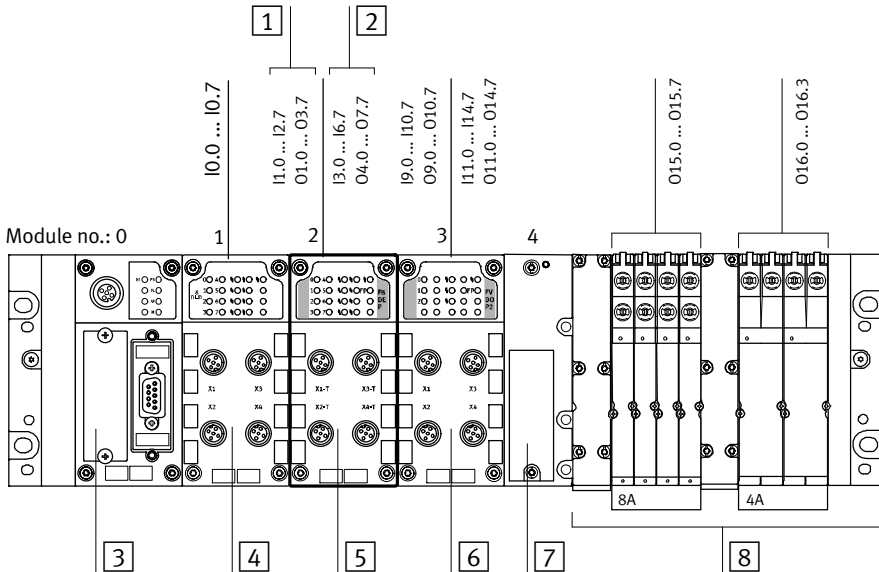 1 2
I0.0 ... I0.7
I1.0 ... I2.7
O1.0 ... O3.7
I3.0 ... I6.7
O4.0 ... O7.7
I9.0 ... I10.7
O9.0 ... O10.7
I11.0 ... I14.7
O11.0 ... O14.7
O15.0 ... O15.7
O16.0 ... O16.3
Module no.: 0 1 2 3 4
X1 X3 X1-T X3-T X1 X3
X2 X4 X2-T X4-T X2 X4
8A 4A
3 4 5 6 7 8